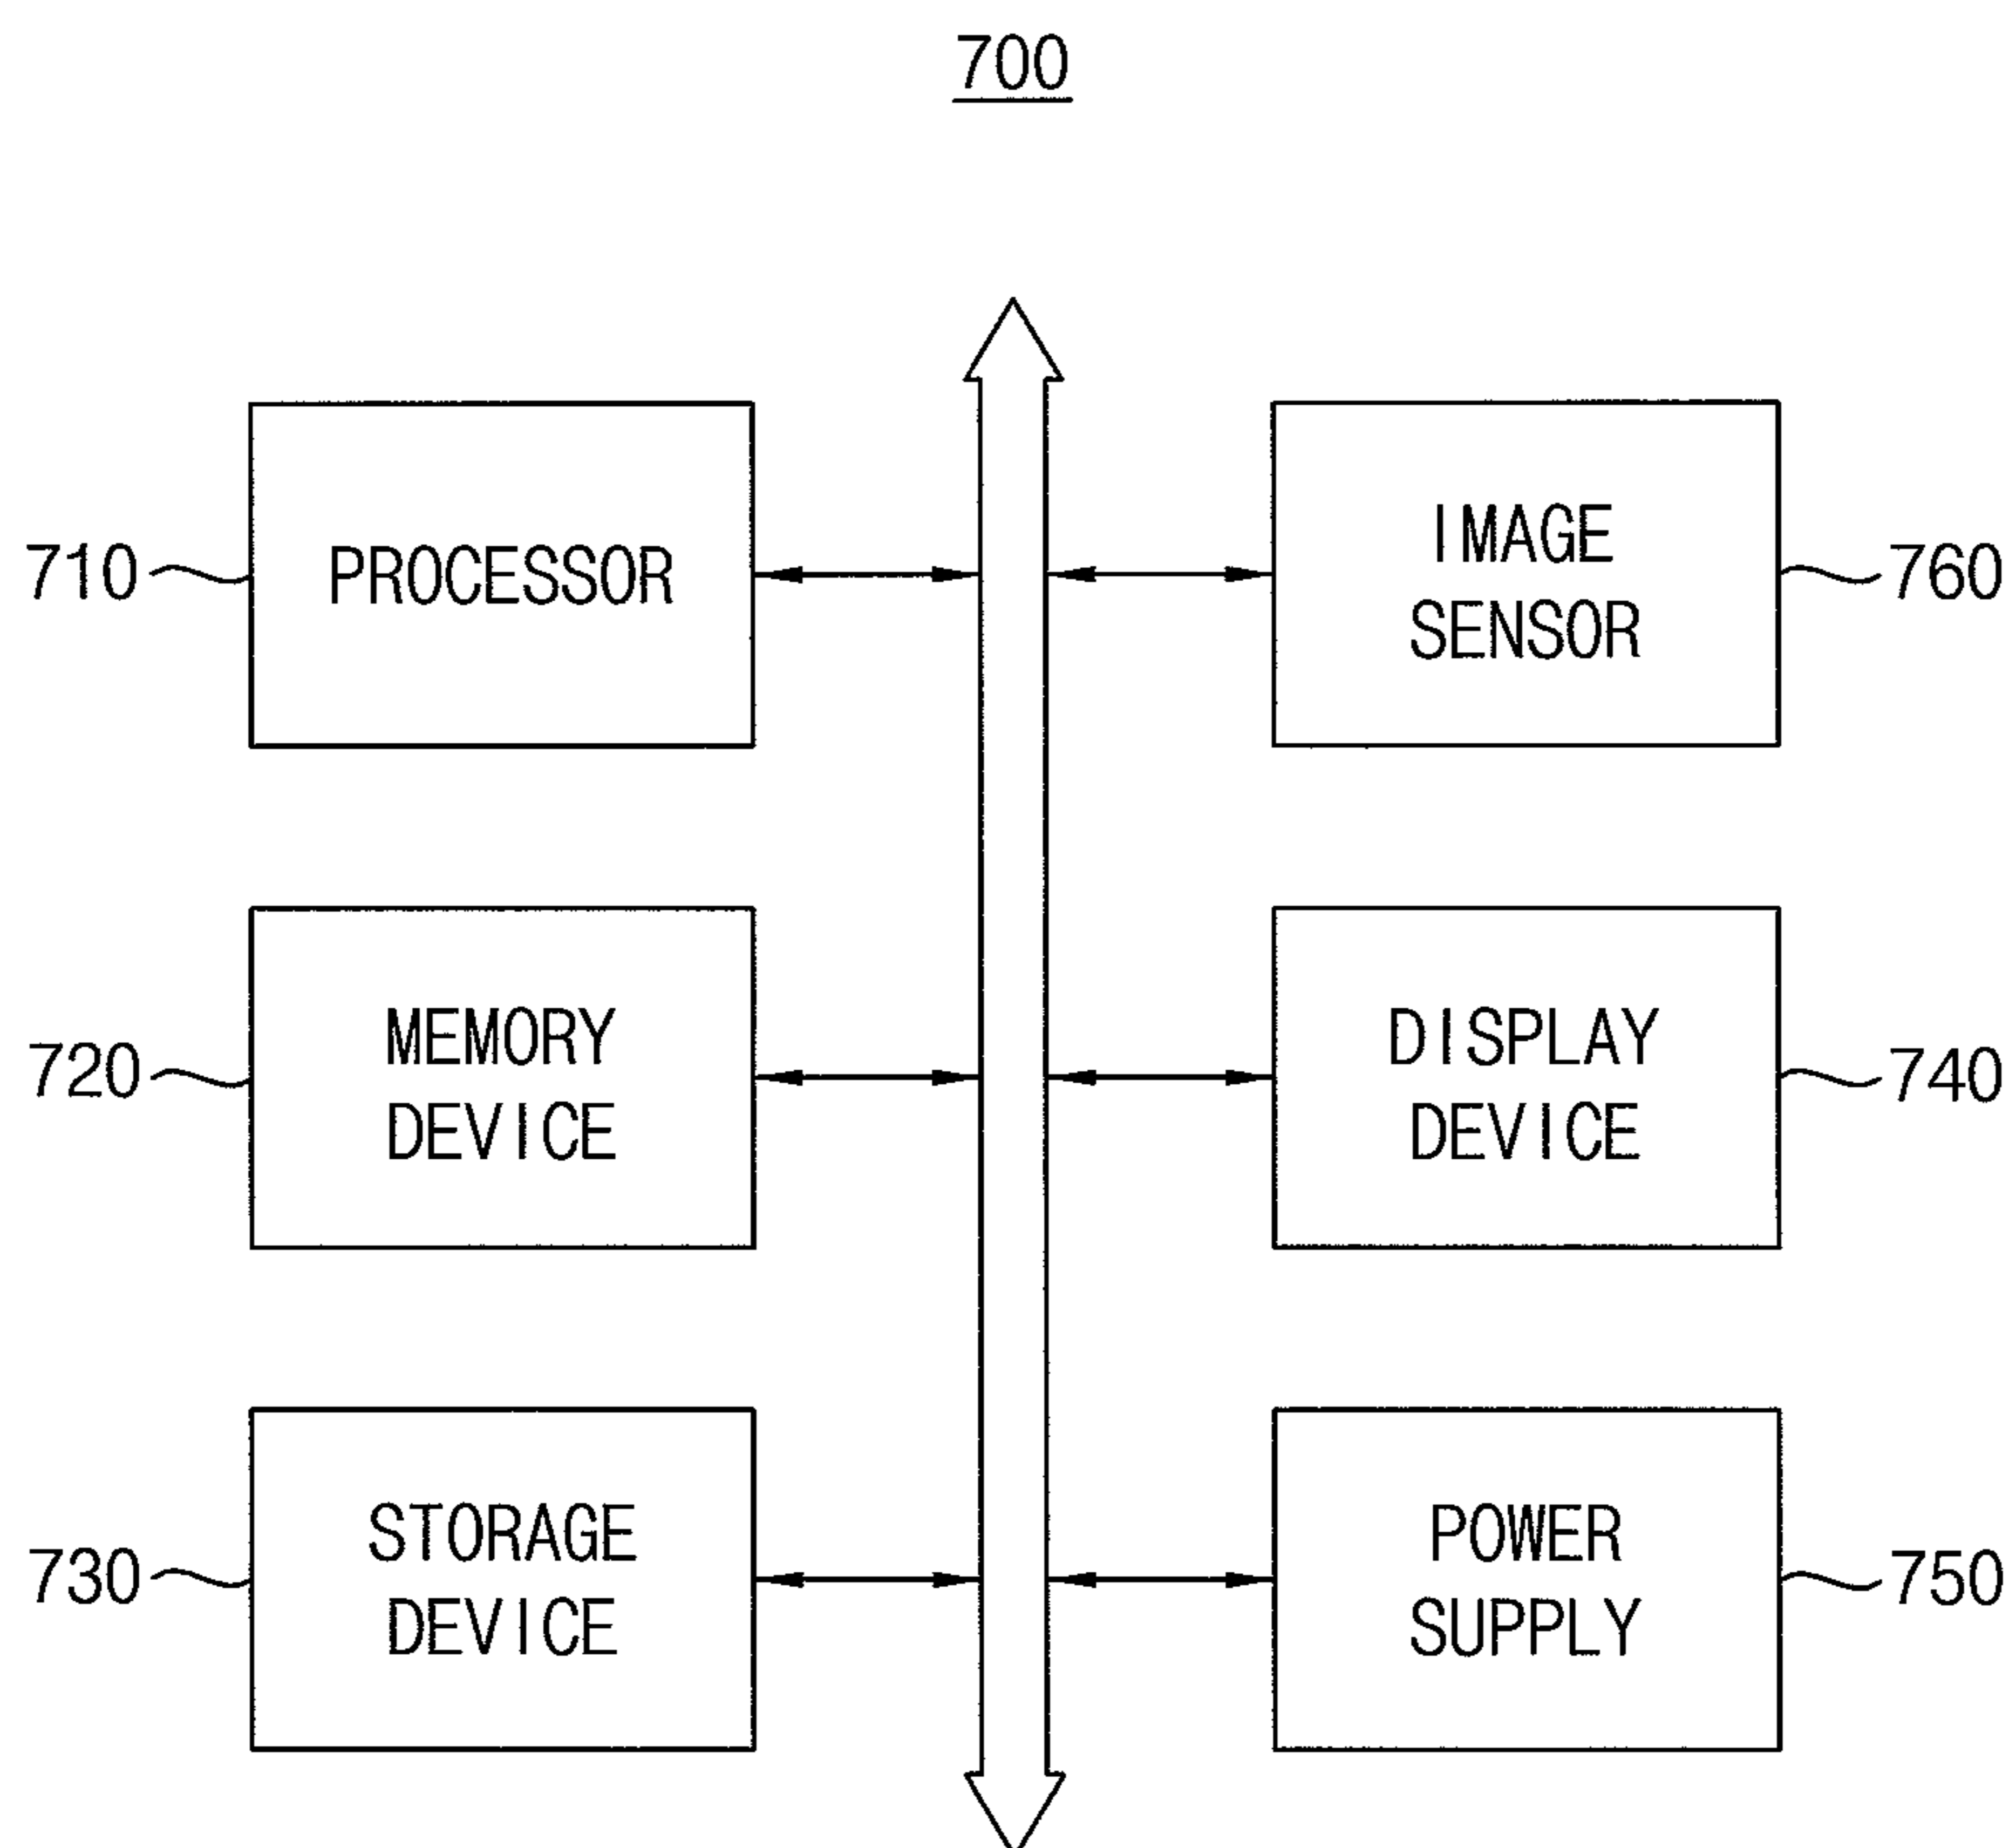 700
710
PROCESSOR
IMAGE
SENSOR
760
720
MEMORY
DEVICE
DISPLAY
DEVICE
740
730
STORAGE
DEVICE
POWER
SUPPLY
750